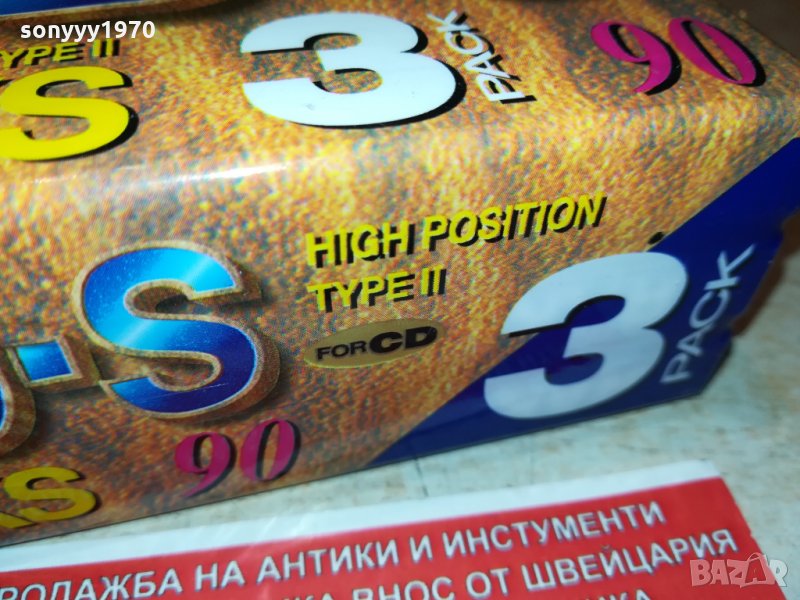 sonyyy1970
TYPE II
S
3
PACK
90
HIGH POSITION
TYPE II
FOR CD
·S
3
PACK
90
S
НА АНТИКИ И ИНСТУМЕНТИ
ВНОС ОТ ШВЕЙЦАРИЯ
BAZAR